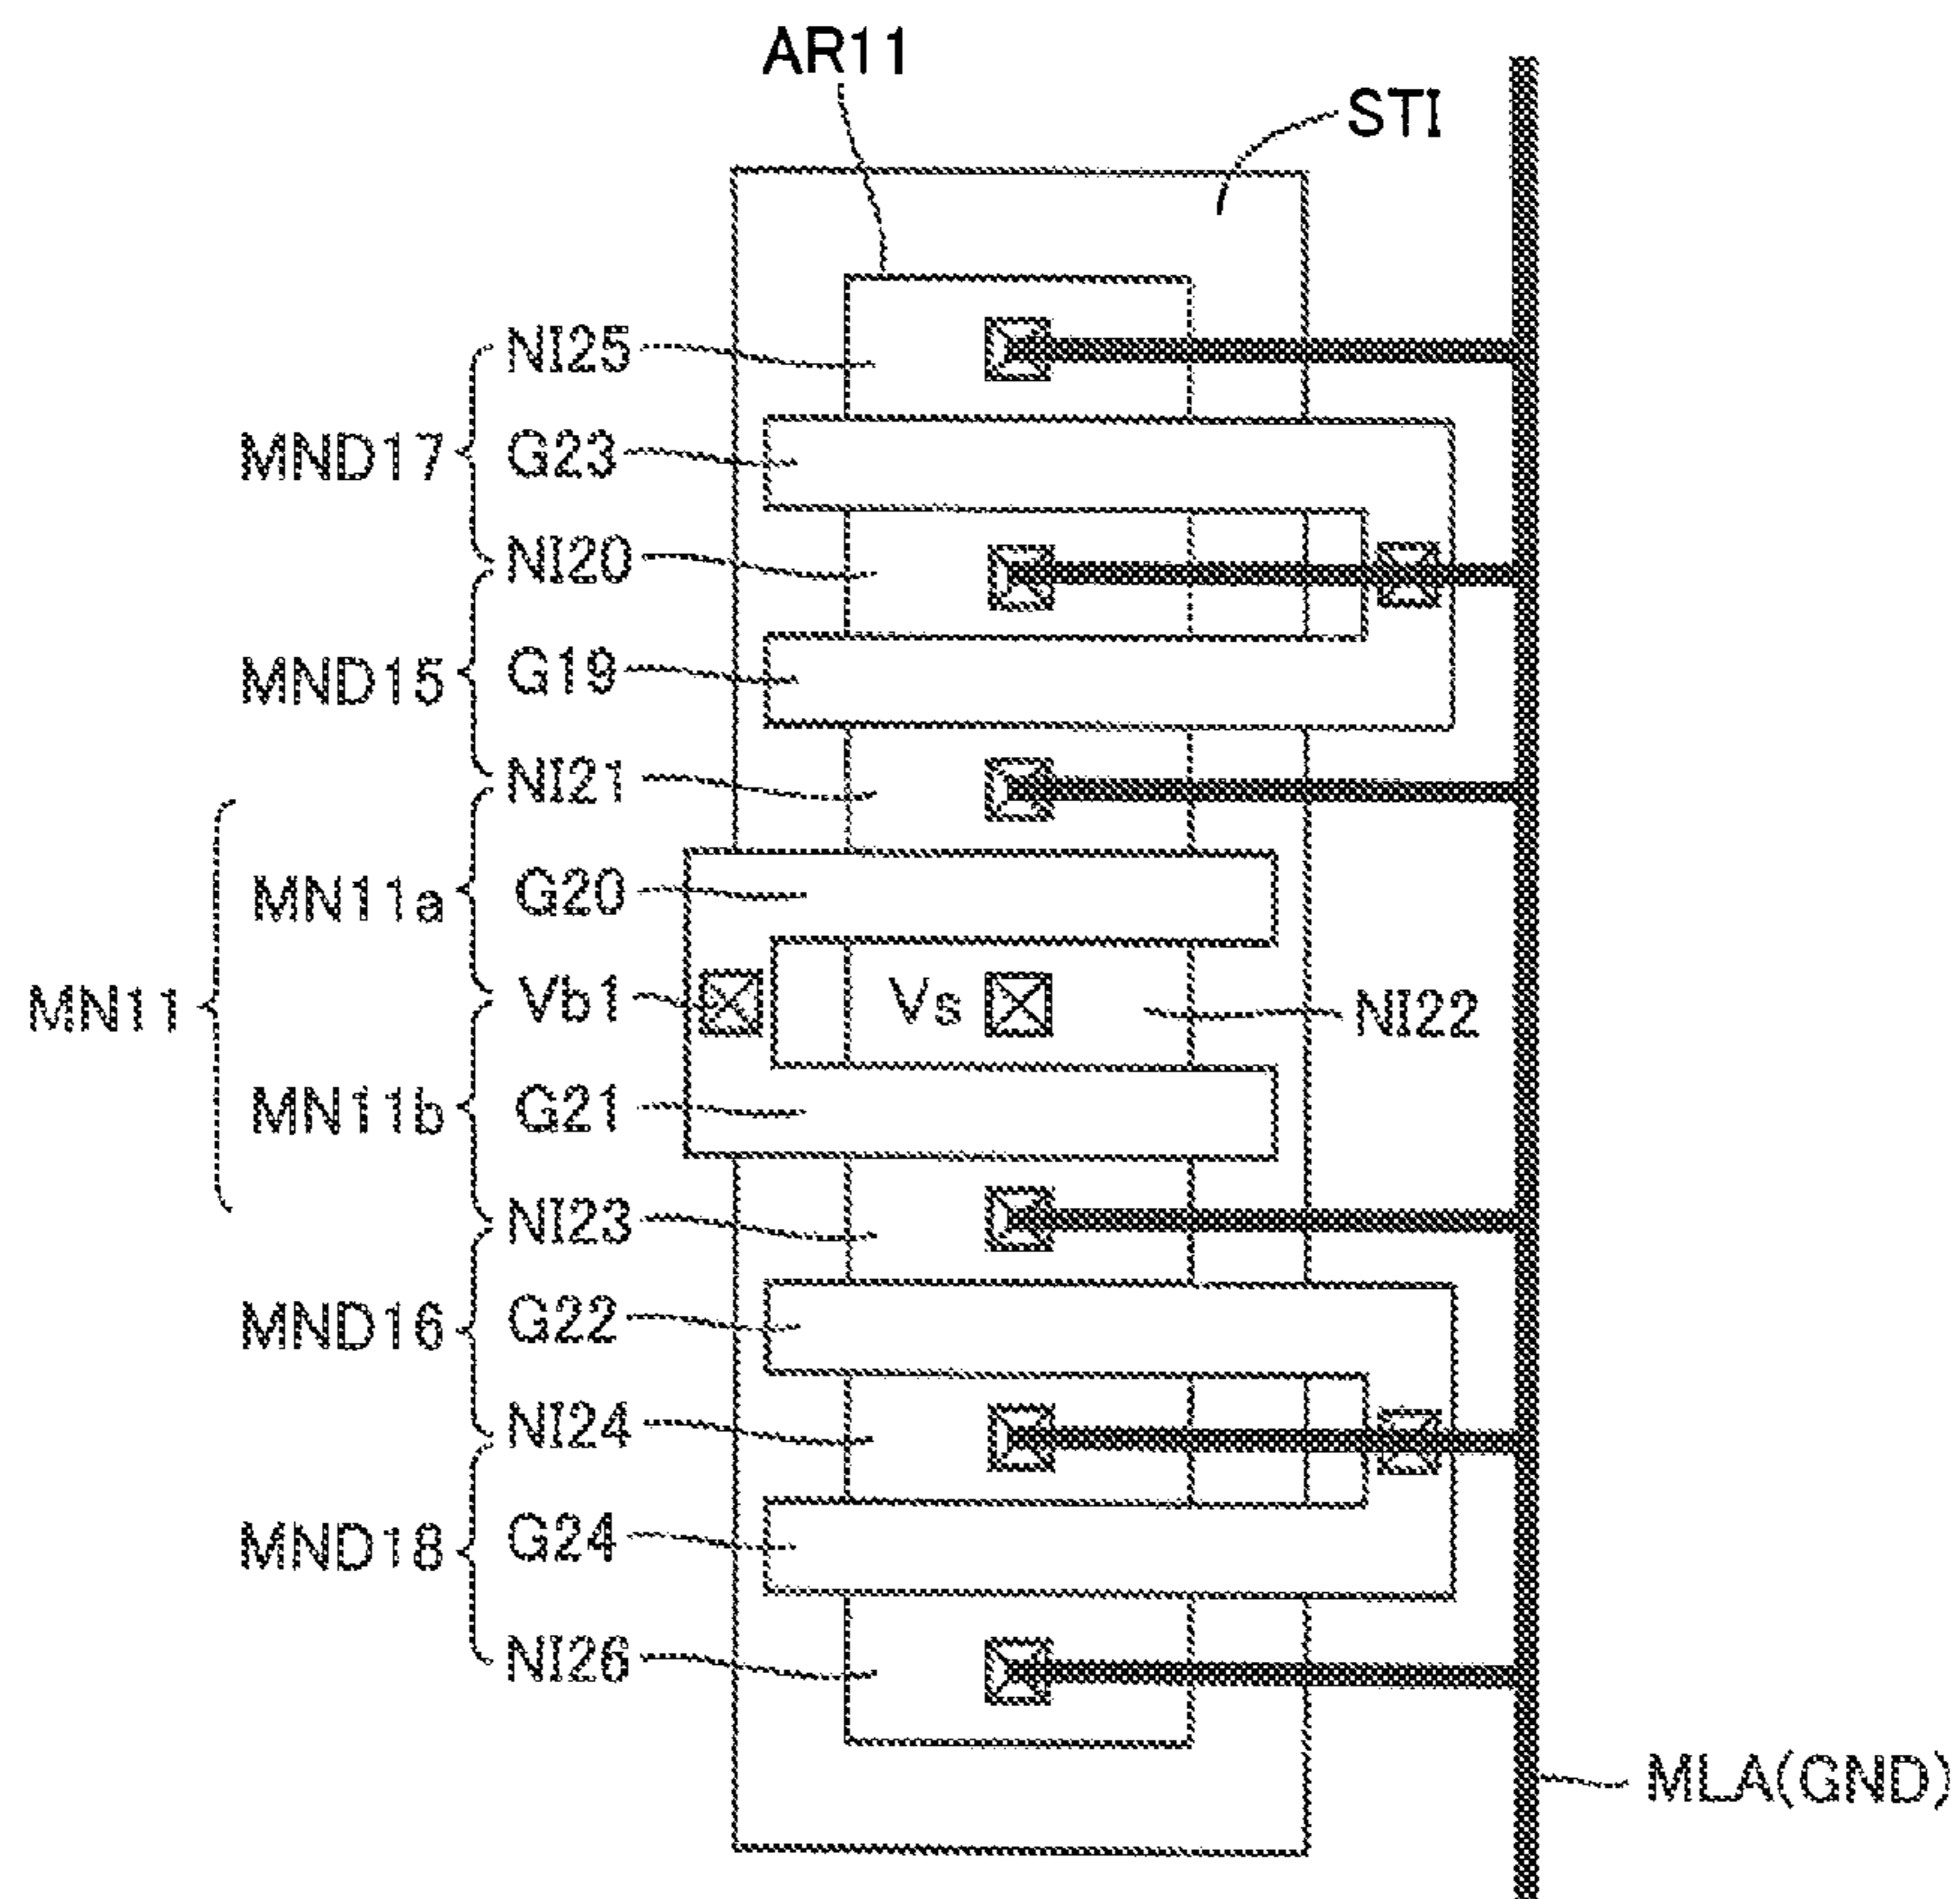 AR11
STI
NI25
MND17
G23
NI20
MND15
G19
NI21
MN11a
G20
MN11
Vb1
Vs
NI22
MN11b
G21
NI23
MND16
G22
NI24
MND18
G24
NI26
MLA(GND)